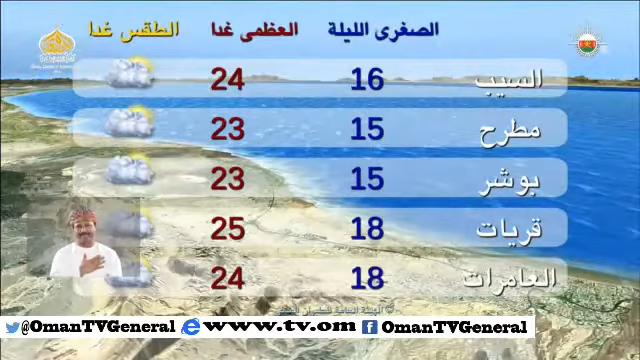 الصغرى الليلة العظمى غدا الطقس غدا
السيب 16 24
مطرح 15 23
بوشر 15 23
قريات 18 25
العامرات 18 24
@OmanTVGeneral www.tv.om OmanTVGeneral